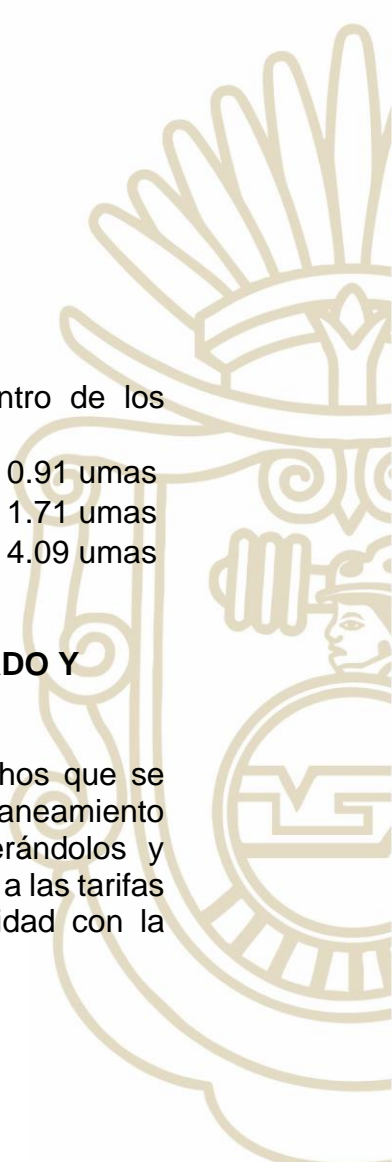 ntro de los
0.91 umas
1.71 umas
4.09 umas
ADO Y
hos que se
aneamiento
erándolos y
a las tarifas
idad con la